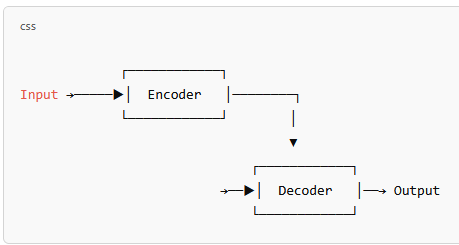 css
Input Encoder
Decoder Output